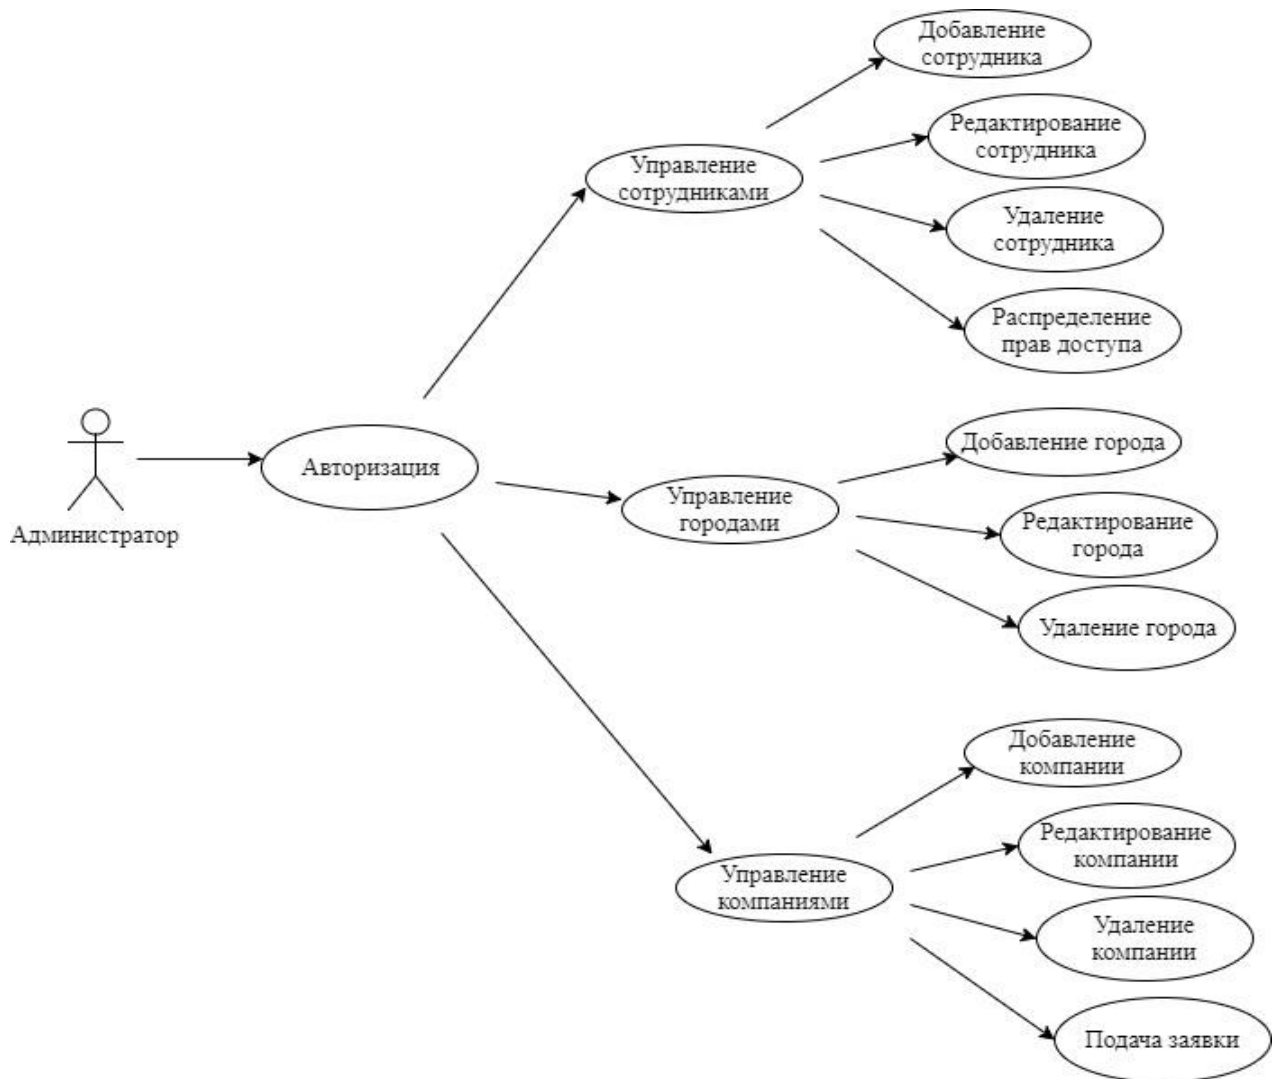 Добавление
сотрудника
Редактирование
сотрудника
Управление
сотрудниками
Удаление
сотрудника
Распределение
прав доступа
Администратор
Авторизация
Добавление города
Управление
городами
Редактирование
города
Удаление города
Добавление
компании
Редактирование
компании
Управление
компаниями
Удаление
компании
Подача заявки